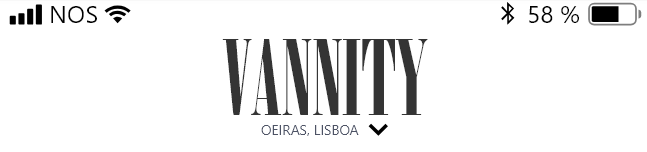 NOS 58 %
VANNITY
OEIRAS, LISBOA